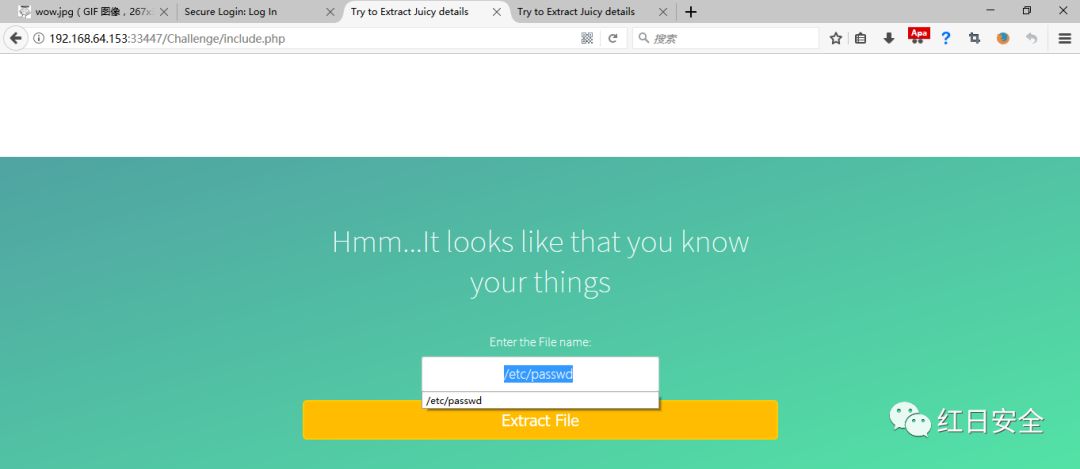 wow.jpg ( GIF 图像，267x
Secure Login: Log In
Try to Extract Juicy details
Try to Extract Juicy details
192.168.64.153:33447/Challenge/include.php
搜索
Apa
Hmm...It looks like that you know
your things
Enter the File name:
/etc/passwd
/etc/passwd
Extract File
红日安全